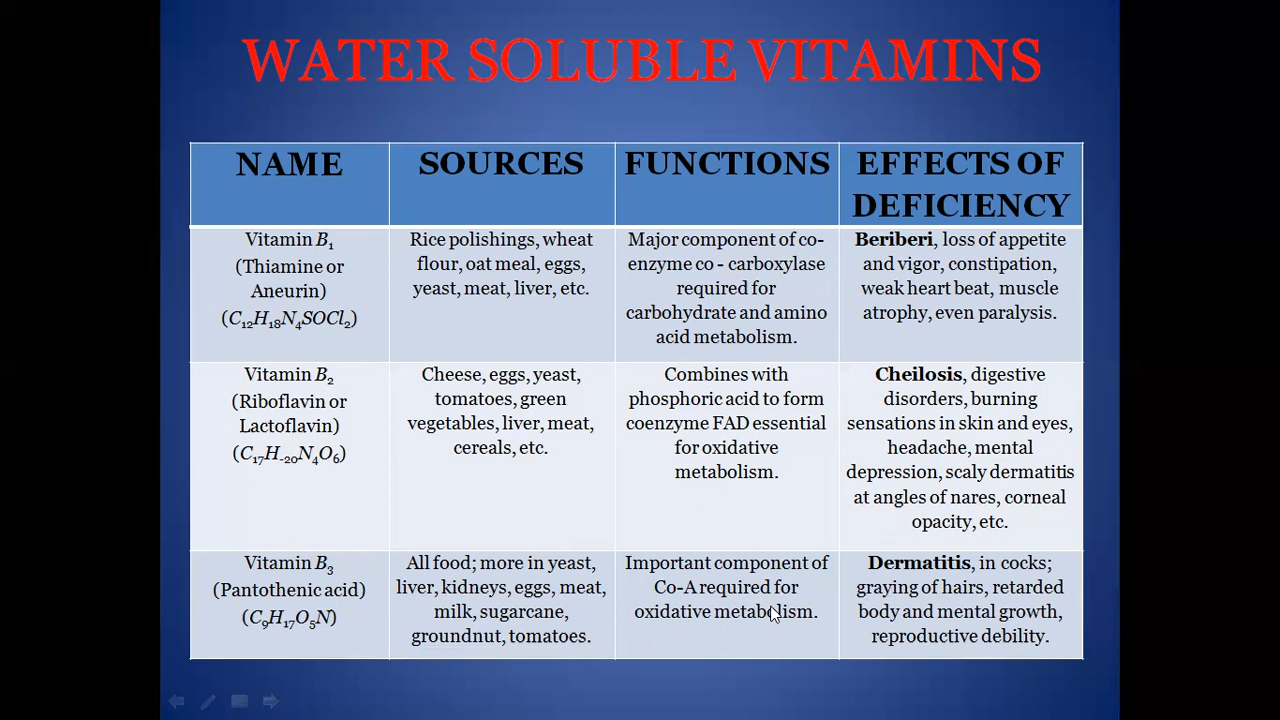 WATER SOLUBLE VITAMINS
NAME
SOURCES
FUNCTIONS
EFFECTS OF
DEFICIENCY
Vitamin B₁
(Thiamine or
Aneurin)
(C₁₂H₁₈N₄SOCl₂)
Rice polishings, wheat
flour, oat meal, eggs,
yeast, meat, liver, etc.
Major component of co-
enzyme co - carboxylase
required for
carbohydrate and amino
acid metabolism.
Beriberi, loss of appetite
and vigor, constipation,
weak heart beat, muscle
atrophy, even paralysis.
Vitamin B₂
(Riboflavin or
Lactoflavin)
(C₁₇H₋₂₀N₄O₆)
Cheese, eggs, yeast,
tomatoes, green
vegetables, liver, meat,
cereals, etc.
Combines with
phosphoric acid to form
coenzyme FAD essential
for oxidative
metabolism.
Cheilosis, digestive
disorders, burning
sensations in skin and eyes,
headache, mental
depression, scaly dermatitis
at angles of nares, corneal
opacity, etc.
Vitamin B₃
(Pantothenic acid)
(C₉H₁₇O₅N)
All food; more in yeast,
liver, kidneys, eggs, meat,
milk, sugarcane,
groundnut, tomatoes.
Important component of
Co-A required for
oxidative metabolism.
Dermatitis, in cocks;
graying of hairs, retarded
body and mental growth,
reproductive debility.